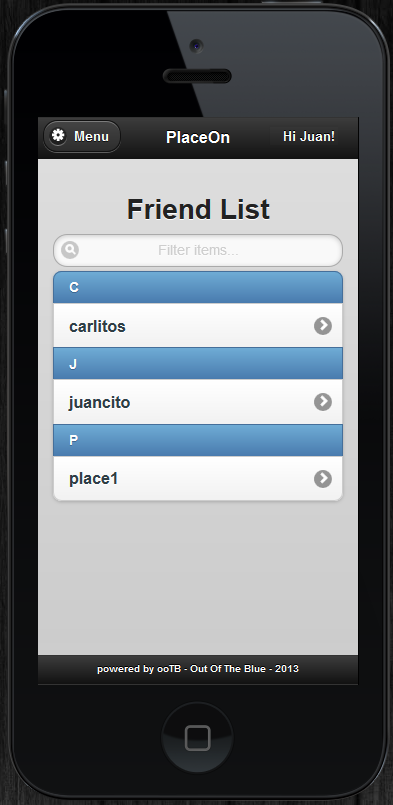 Menu PlaceOn Hi Juan!
Friend List
Filter items...
C
carlitos
J
juancito
P
place1
powered by ooTB - Out Of The Blue - 2013